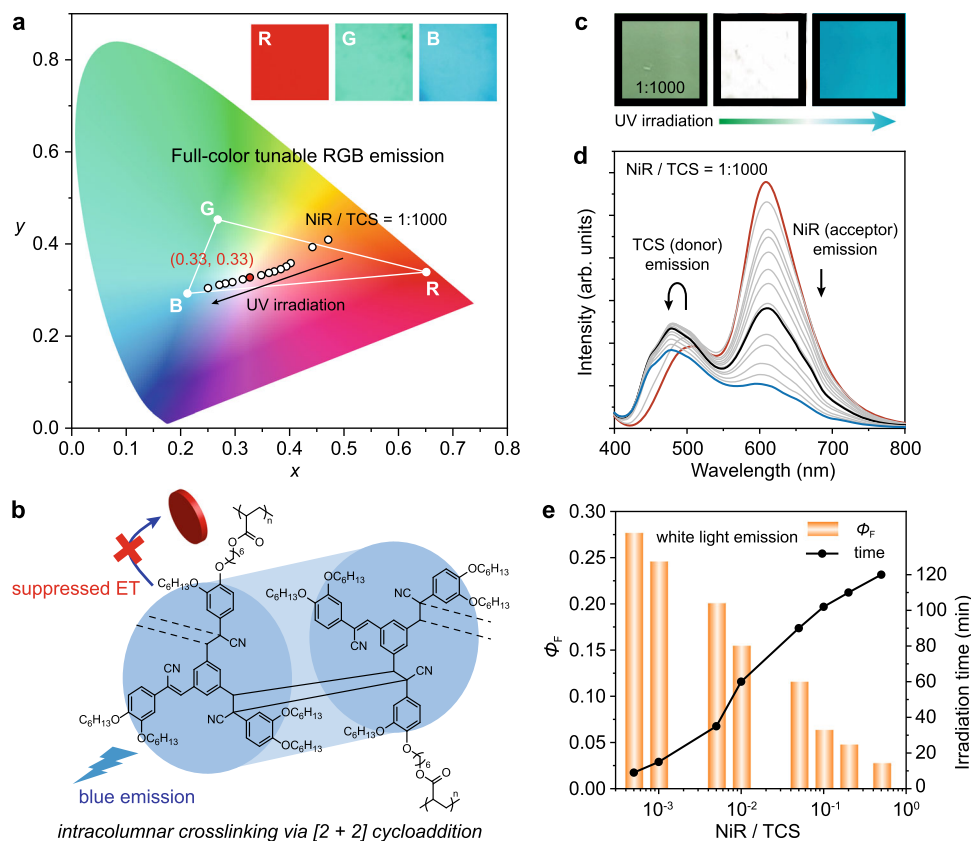 a
R
G
B
0.8
0.6
0.4
0.2
0.0
y
Full-color tunable RGB emission
NiR / TCS = 1:1000
G
(0.33, 0.33)
B
R
UV irradiation
0.0 0.1 0.2 0.3 0.4 0.5 0.6 0.7 0.8
x
c
1:1000
UV irradiation
d
NiR / TCS = 1:1000
TCS (donor)
emission
NiR (acceptor)
emission
Intensity (arb. units)
400 500 600 700 800
Wavelength (nm)
b
suppressed ET
n
O
O
6
C6H13O
O
CN
CN
C6H13O
C6H13O
NC
OC6H13
OC6H13
C6H13O
C6H13O
CN
CN
NC
OC6H13
OC6H13
CN
C6H13O
O
6
O
O
n
blue emission
intracolumnar crosslinking via [2 + 2] cycloaddition
e
white light emission
ΦF
time
0.30
0.25
0.20
0.15
0.10
0.05
0.00
ΦF
120
100
80
60
40
20
0
Irradiation time (min)
10-3 10-2 10-1 100
NiR / TCS